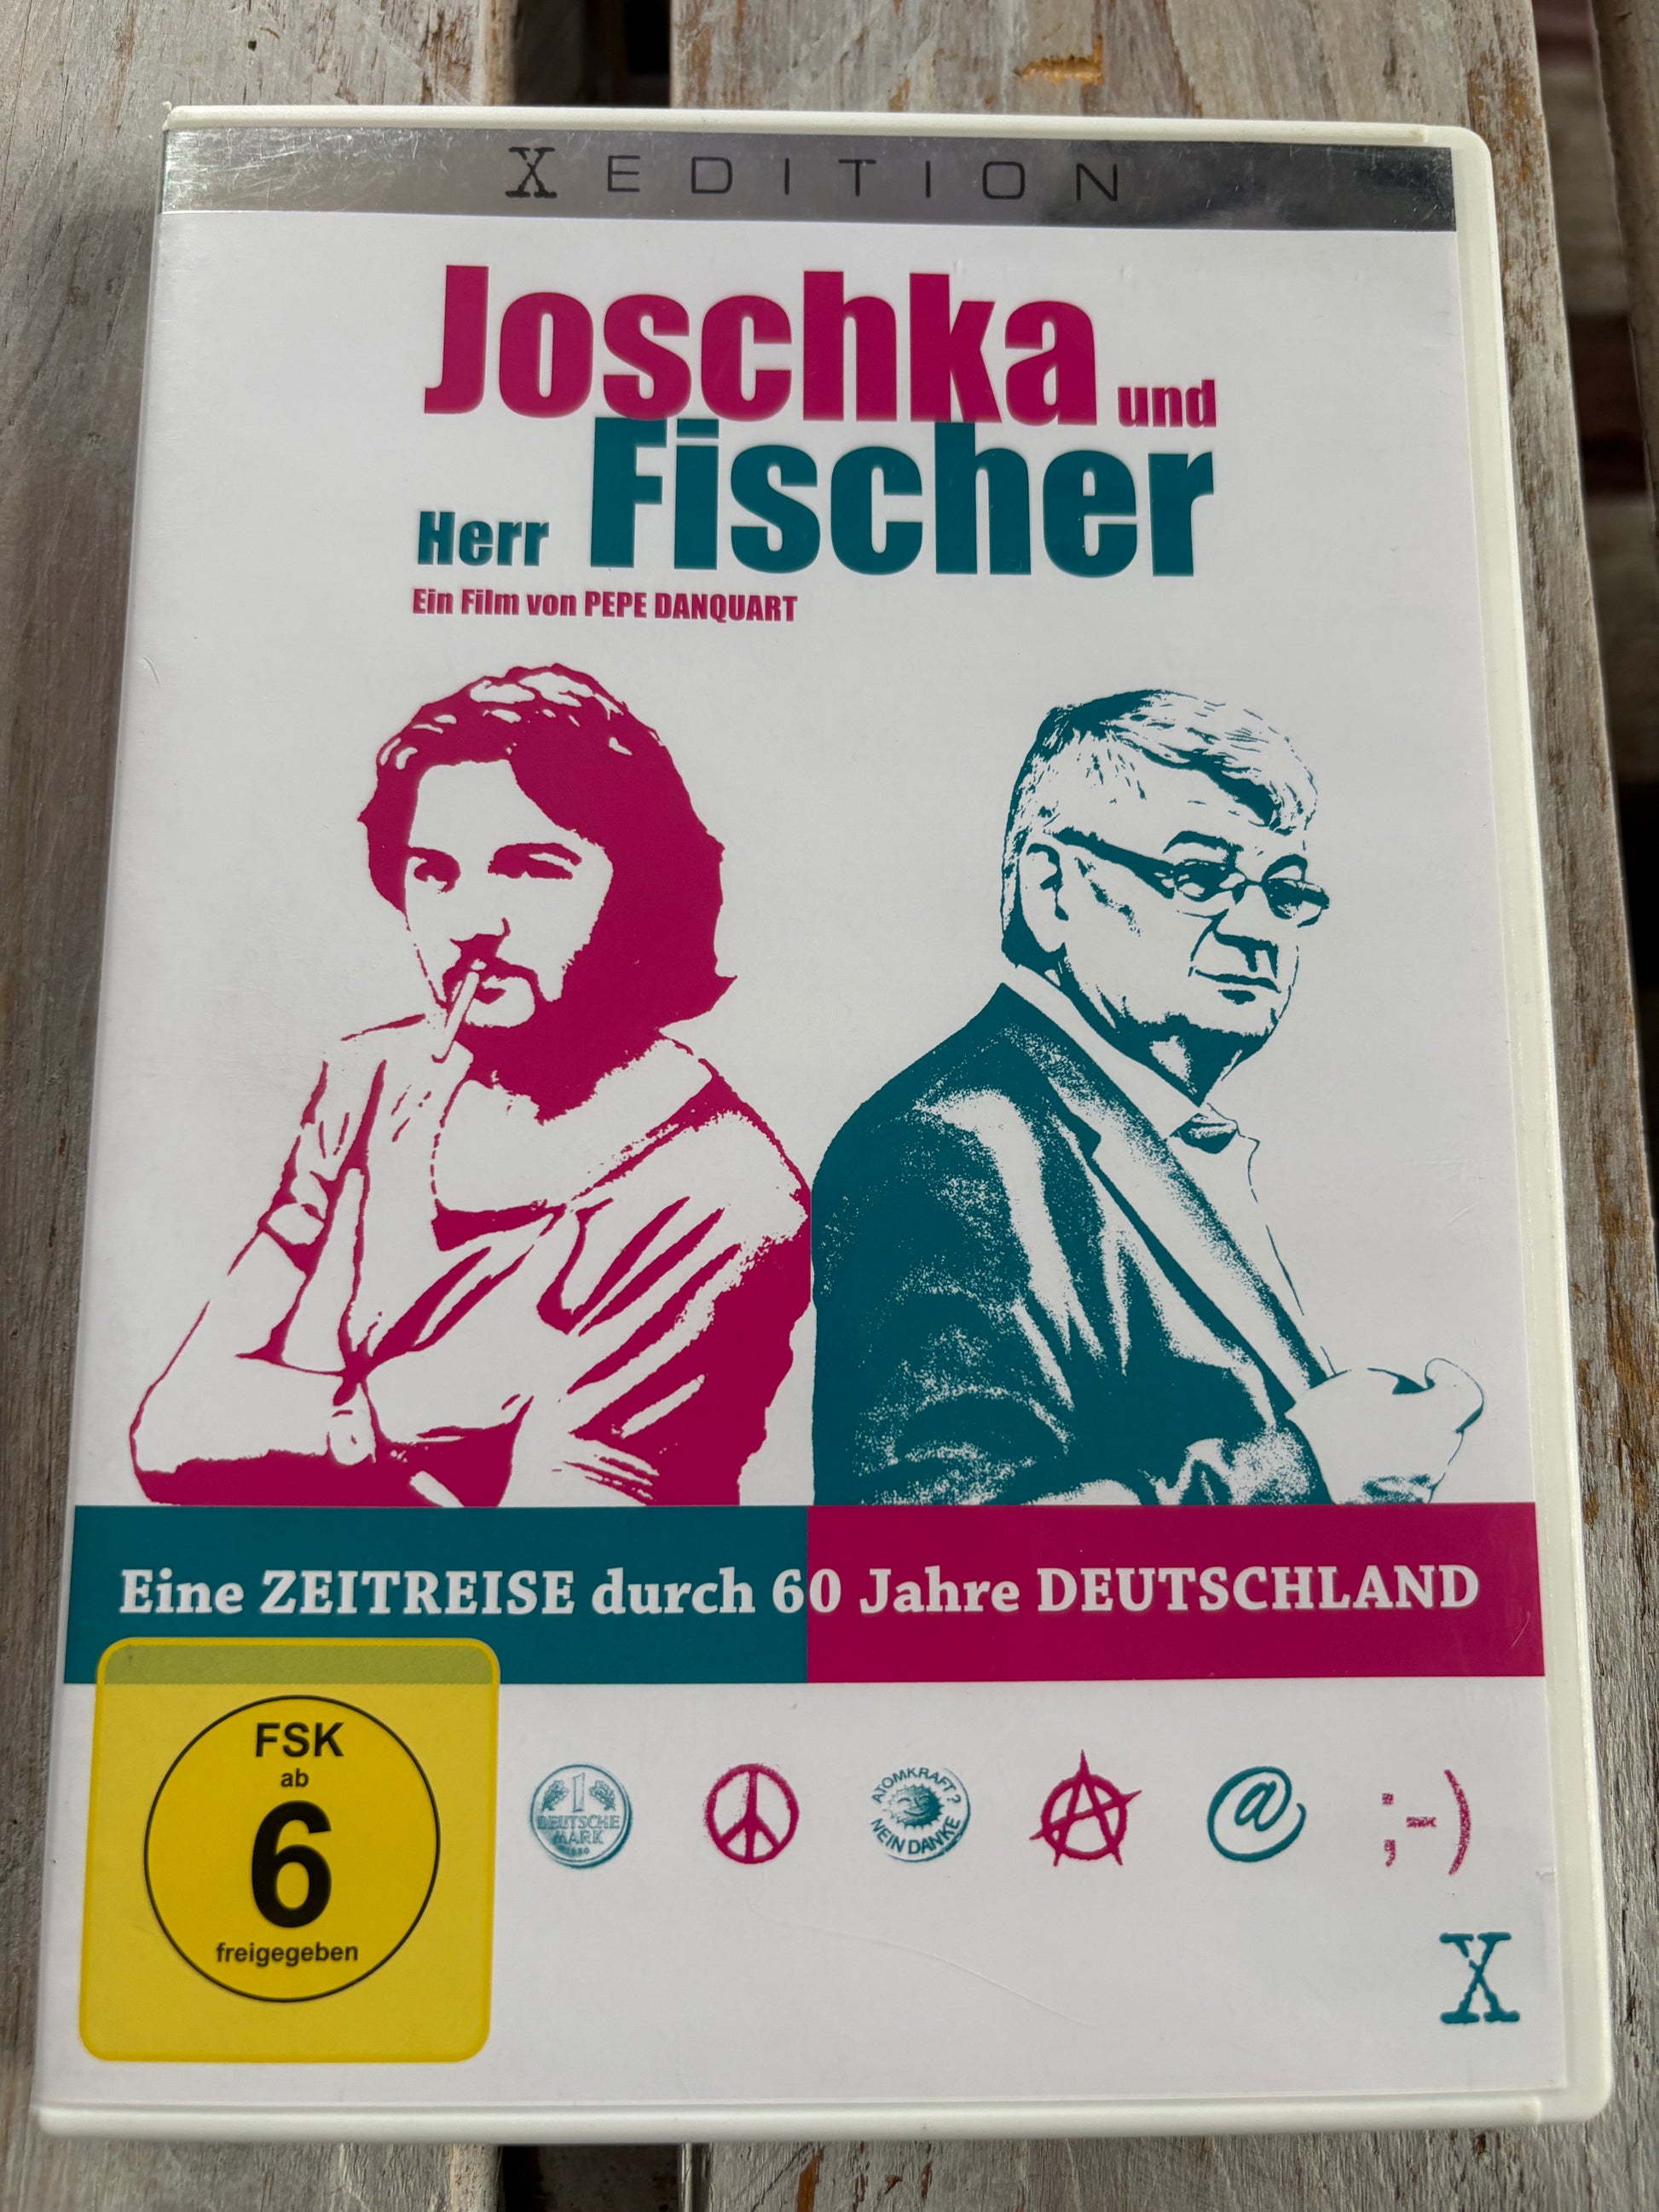 X EDITION
Joschka und
Herr Fischer
Ein Film von PEPE DANQUART
Eine ZEITREISE durch 60 Jahre DEUTSCHLAND
FSK
ab
6
freigegeben
1
DEUTSCHE
MARK
ATOMKRAFT?
NEIN DANKE
A
@
;-)
X